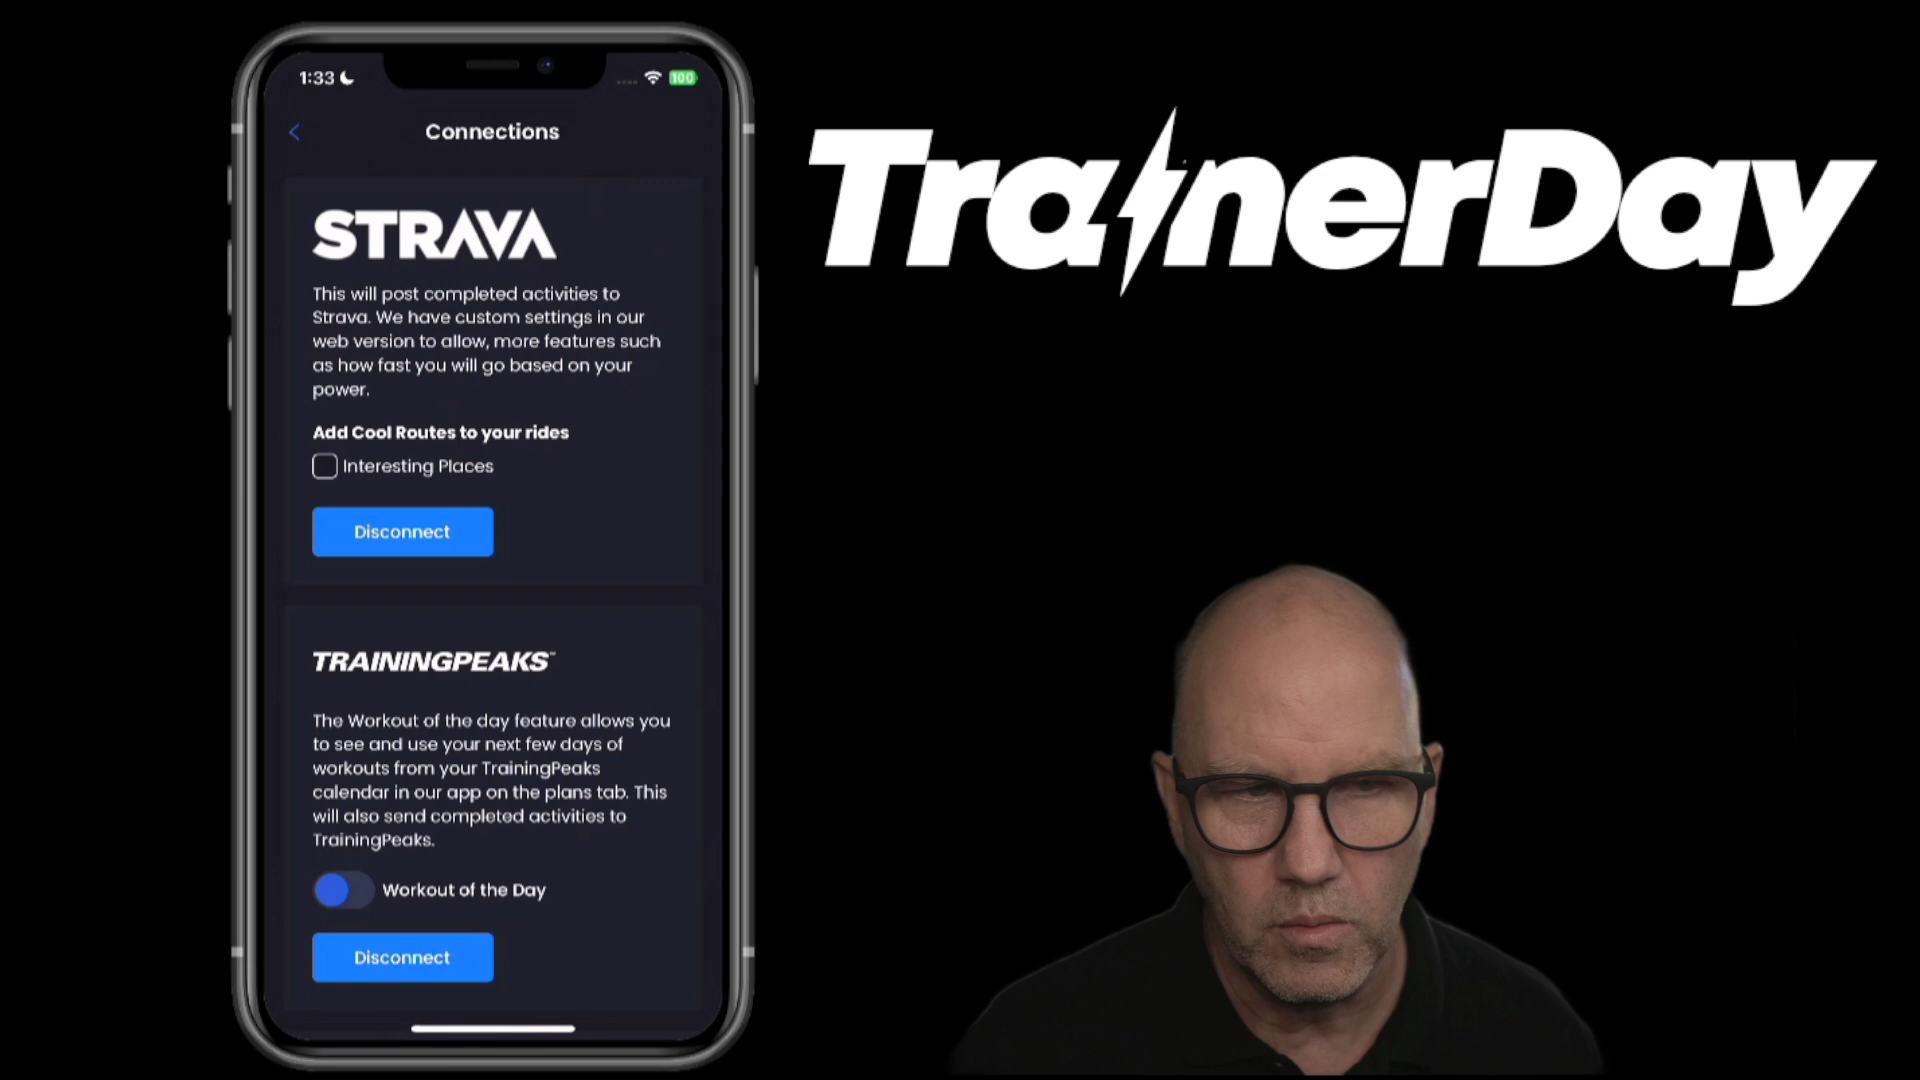 1:33
100
Connections
STRAVA
This will post completed activities to
Strava. We have custom settings in our
web version to allow, more features such
as how fast you will go based on your
power.
Add Cool Routes to your rides
Interesting Places
Disconnect
TRAININGPEAKS™
The Workout of the day feature allows you
to see and use your next few days of
workouts from your TrainingPeaks
calendar in our app on the plans tab. This
will also send completed activities to
TrainingPeaks.
Workout of the Day
Disconnect
TrainerDay